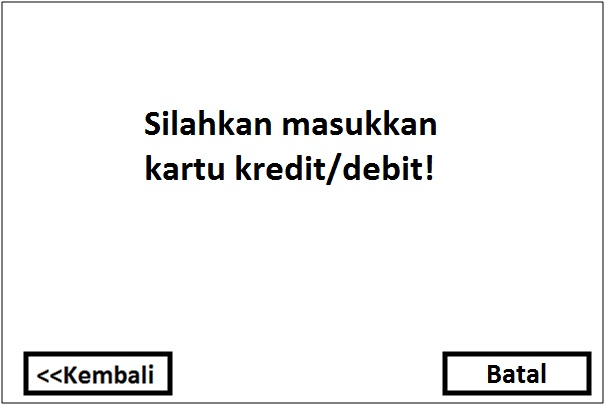 Silahkan masukkan
kartu kredit/debit!
<<Kembali
Batal